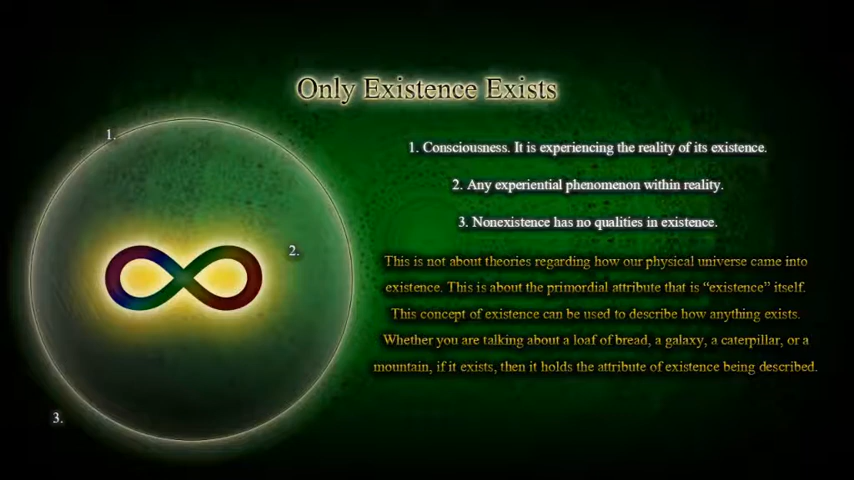 Only Existence Exists
1.
1. Consciousness. It is experiencing the reality of its existence.
2. Any experiential phenomenon within reality.
3. Nonexistence has no qualities in existence.
2.
This is not about theories regarding how our physical universe came into
existence. This is about the primordial attribute that is “existence” itself.
This concept of existence can be used to describe how anything exists.
Whether you are talking about a loaf of bread, a galaxy, a caterpillar, or a
mountain, if it exists, then it holds the attribute of existence being described.
3.